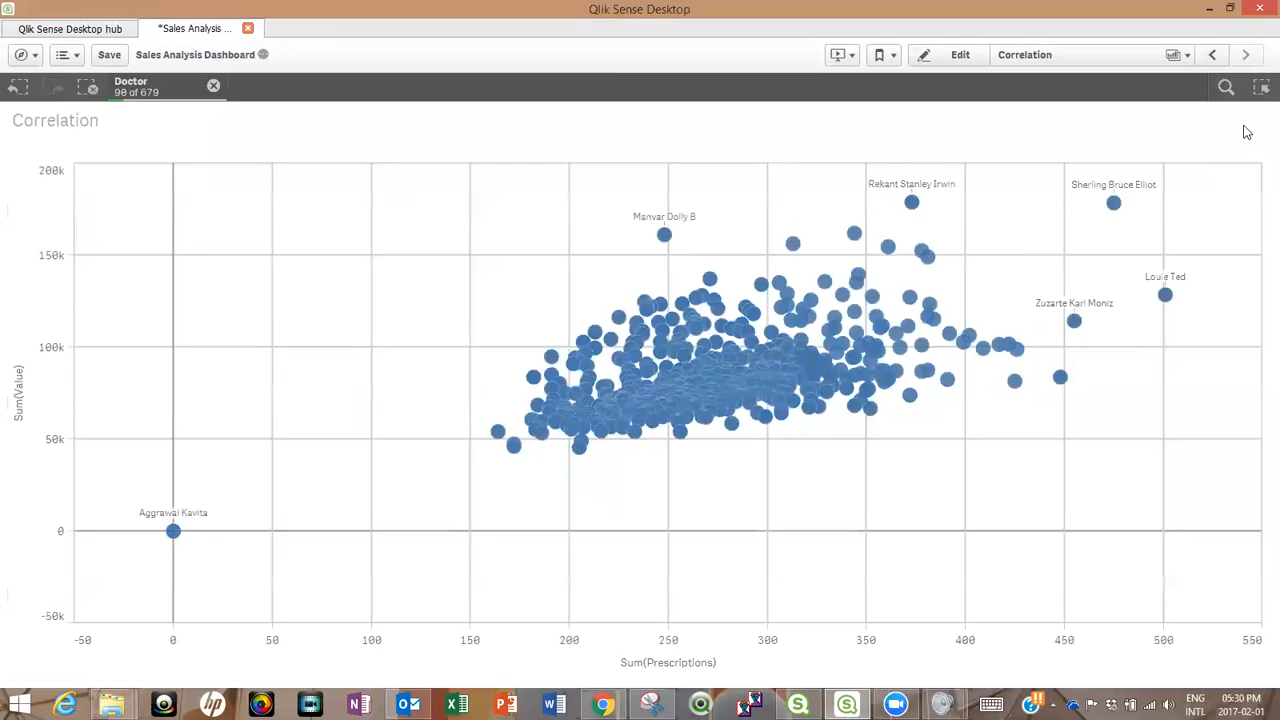 Qlik Sense Desktop
Qlik Sense Desktop hub
*Sales Analysis ...
Save
Sales Analysis Dashboard
Edit
Correlation
Doctor
90 of 679
Correlation
200k
150k
100k
50k
0
-50k
Sum(Value)
Rekant Stanley Irwin
Sherling Bruce Elliot
Manvar Dolly B
Louie Ted
Zuzarte Karl Moniz
Aggrawal Kavita
-50
0
50
100
150
200
250
300
350
400
450
500
550
Sum(Prescriptions)
ENG
INTL
05:30 PM
2017-02-01